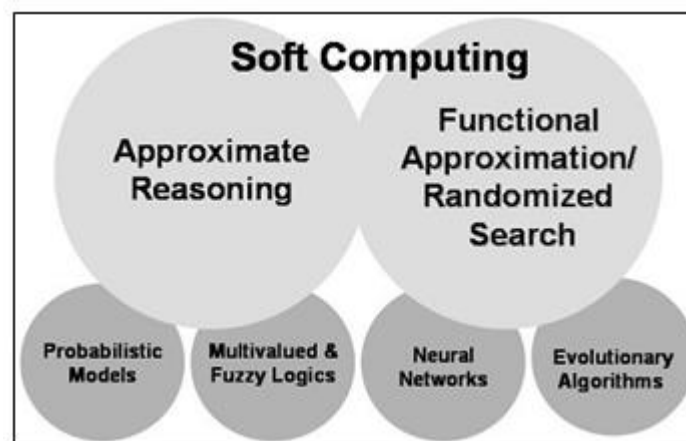 Soft Computing
Approximate
Reasoning
Functional
Approximation/
Randomized
Search
Probabilistic
Models
Multivalued &
Fuzzy Logics
Neural
Networks
Evolutionary
Algorithms